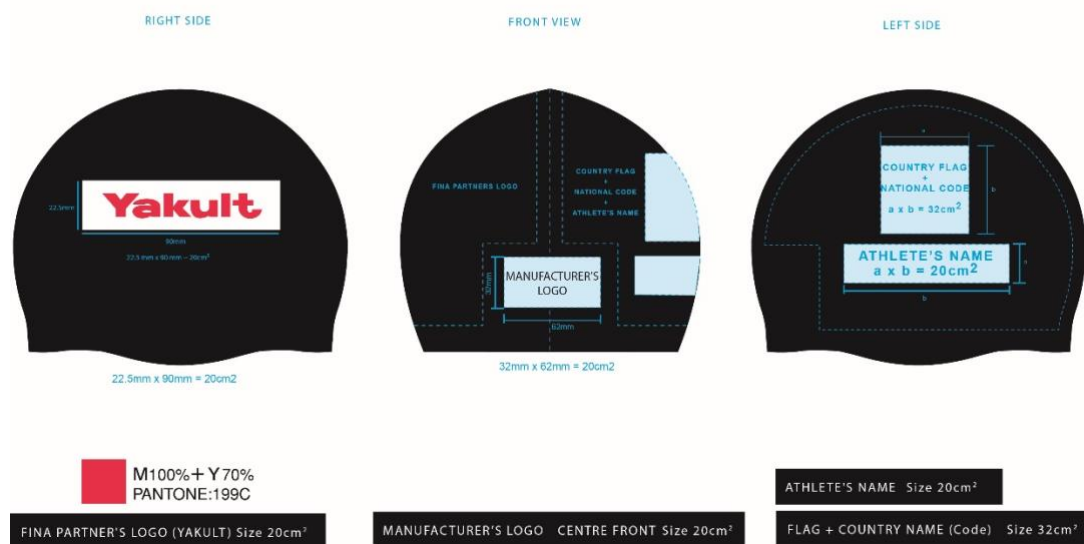 RIGHT SIDE
FRONT VIEW
LEFT SIDE
22.5mm
Yakult
90mm
22.5 mm x 90 mm = 20cm²
22.5mm x 90mm = 20cm2
FINA PARTNERS LOGO
COUNTRY FLAG
+
NATIONAL CODE
+
ATHLETE'S NAME
32mm
MANUFACTURER'S
LOGO
62mm
32mm x 62mm = 20cm2
a
COUNTRY FLAG
+
NATIONAL CODE
a x b = 32cm²
b
ATHLETE'S NAME
a x b = 20cm²
a
b
M100%+Y70%
PANTONE:199C
FINA PARTNER'S LOGO (YAKULT) Size 20cm²
MANUFACTURER'S LOGO CENTRE FRONT Size 20cm²
ATHLETE'S NAME Size 20cm²
FLAG + COUNTRY NAME (Code) Size 32cm²